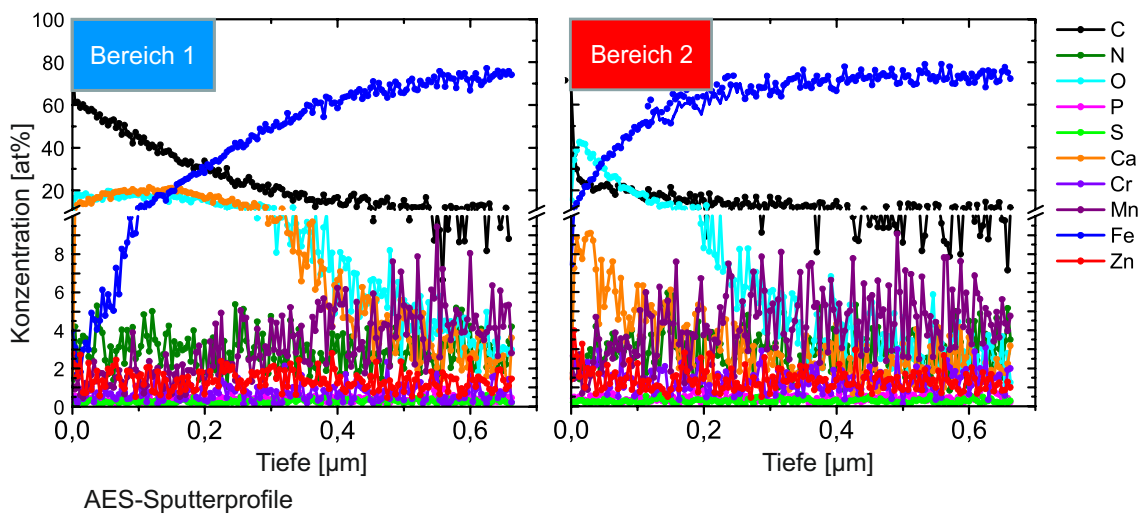 Konzentration [at%]
100
80
60
40
20
8
6
4
2
0
Bereich 1
0,0
0,2
0,4
0,6
Tiefe [µm]
Bereich 2
0,0
0,2
0,4
0,6
Tiefe [µm]
C
N
O
P
S
Ca
Cr
Mn
Fe
Zn
AES-Sputterprofile